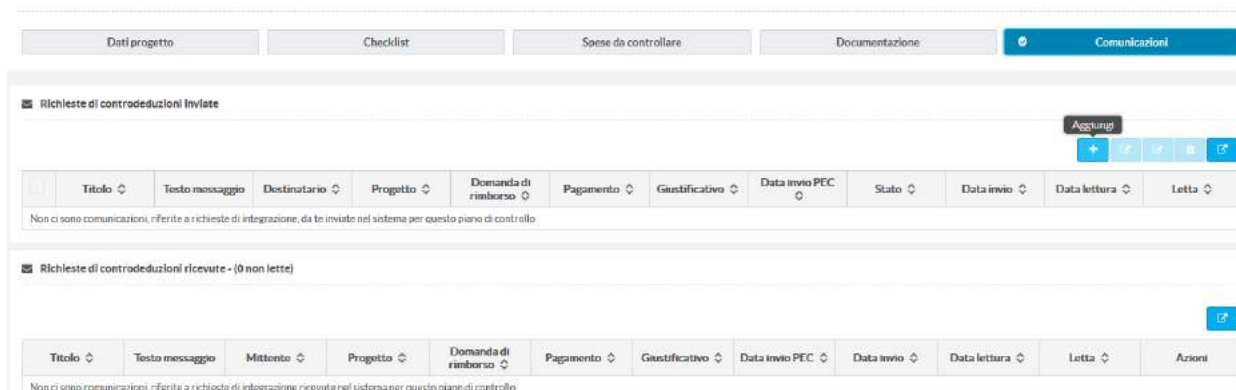 Dati progetto Checklist Spese da controllare Documentazione Comunicazioni
Richieste di controdeduzioni inviate
Aggiungi
Titolo Testo messaggio Destinatario Progetto Domanda di rimborso Pagamento Giustificativo Data invio PEC Stato Data invio Data lettura Letta
Non ci sono comunicazioni, riferite a richieste di integrazione, da te inviate nel sistema per questo piano di controllo
Richieste di controdeduzioni ricevute - (0 non lette)
Titolo Testo messaggio Mittente Progetto Domanda di rimborso Pagamento Giustificativo Data invio PEC Data invio Data lettura Letta Azioni
Non ci sono comunicazioni, riferite a richieste di integrazione ricevute nel sistema per questo piano di controllo